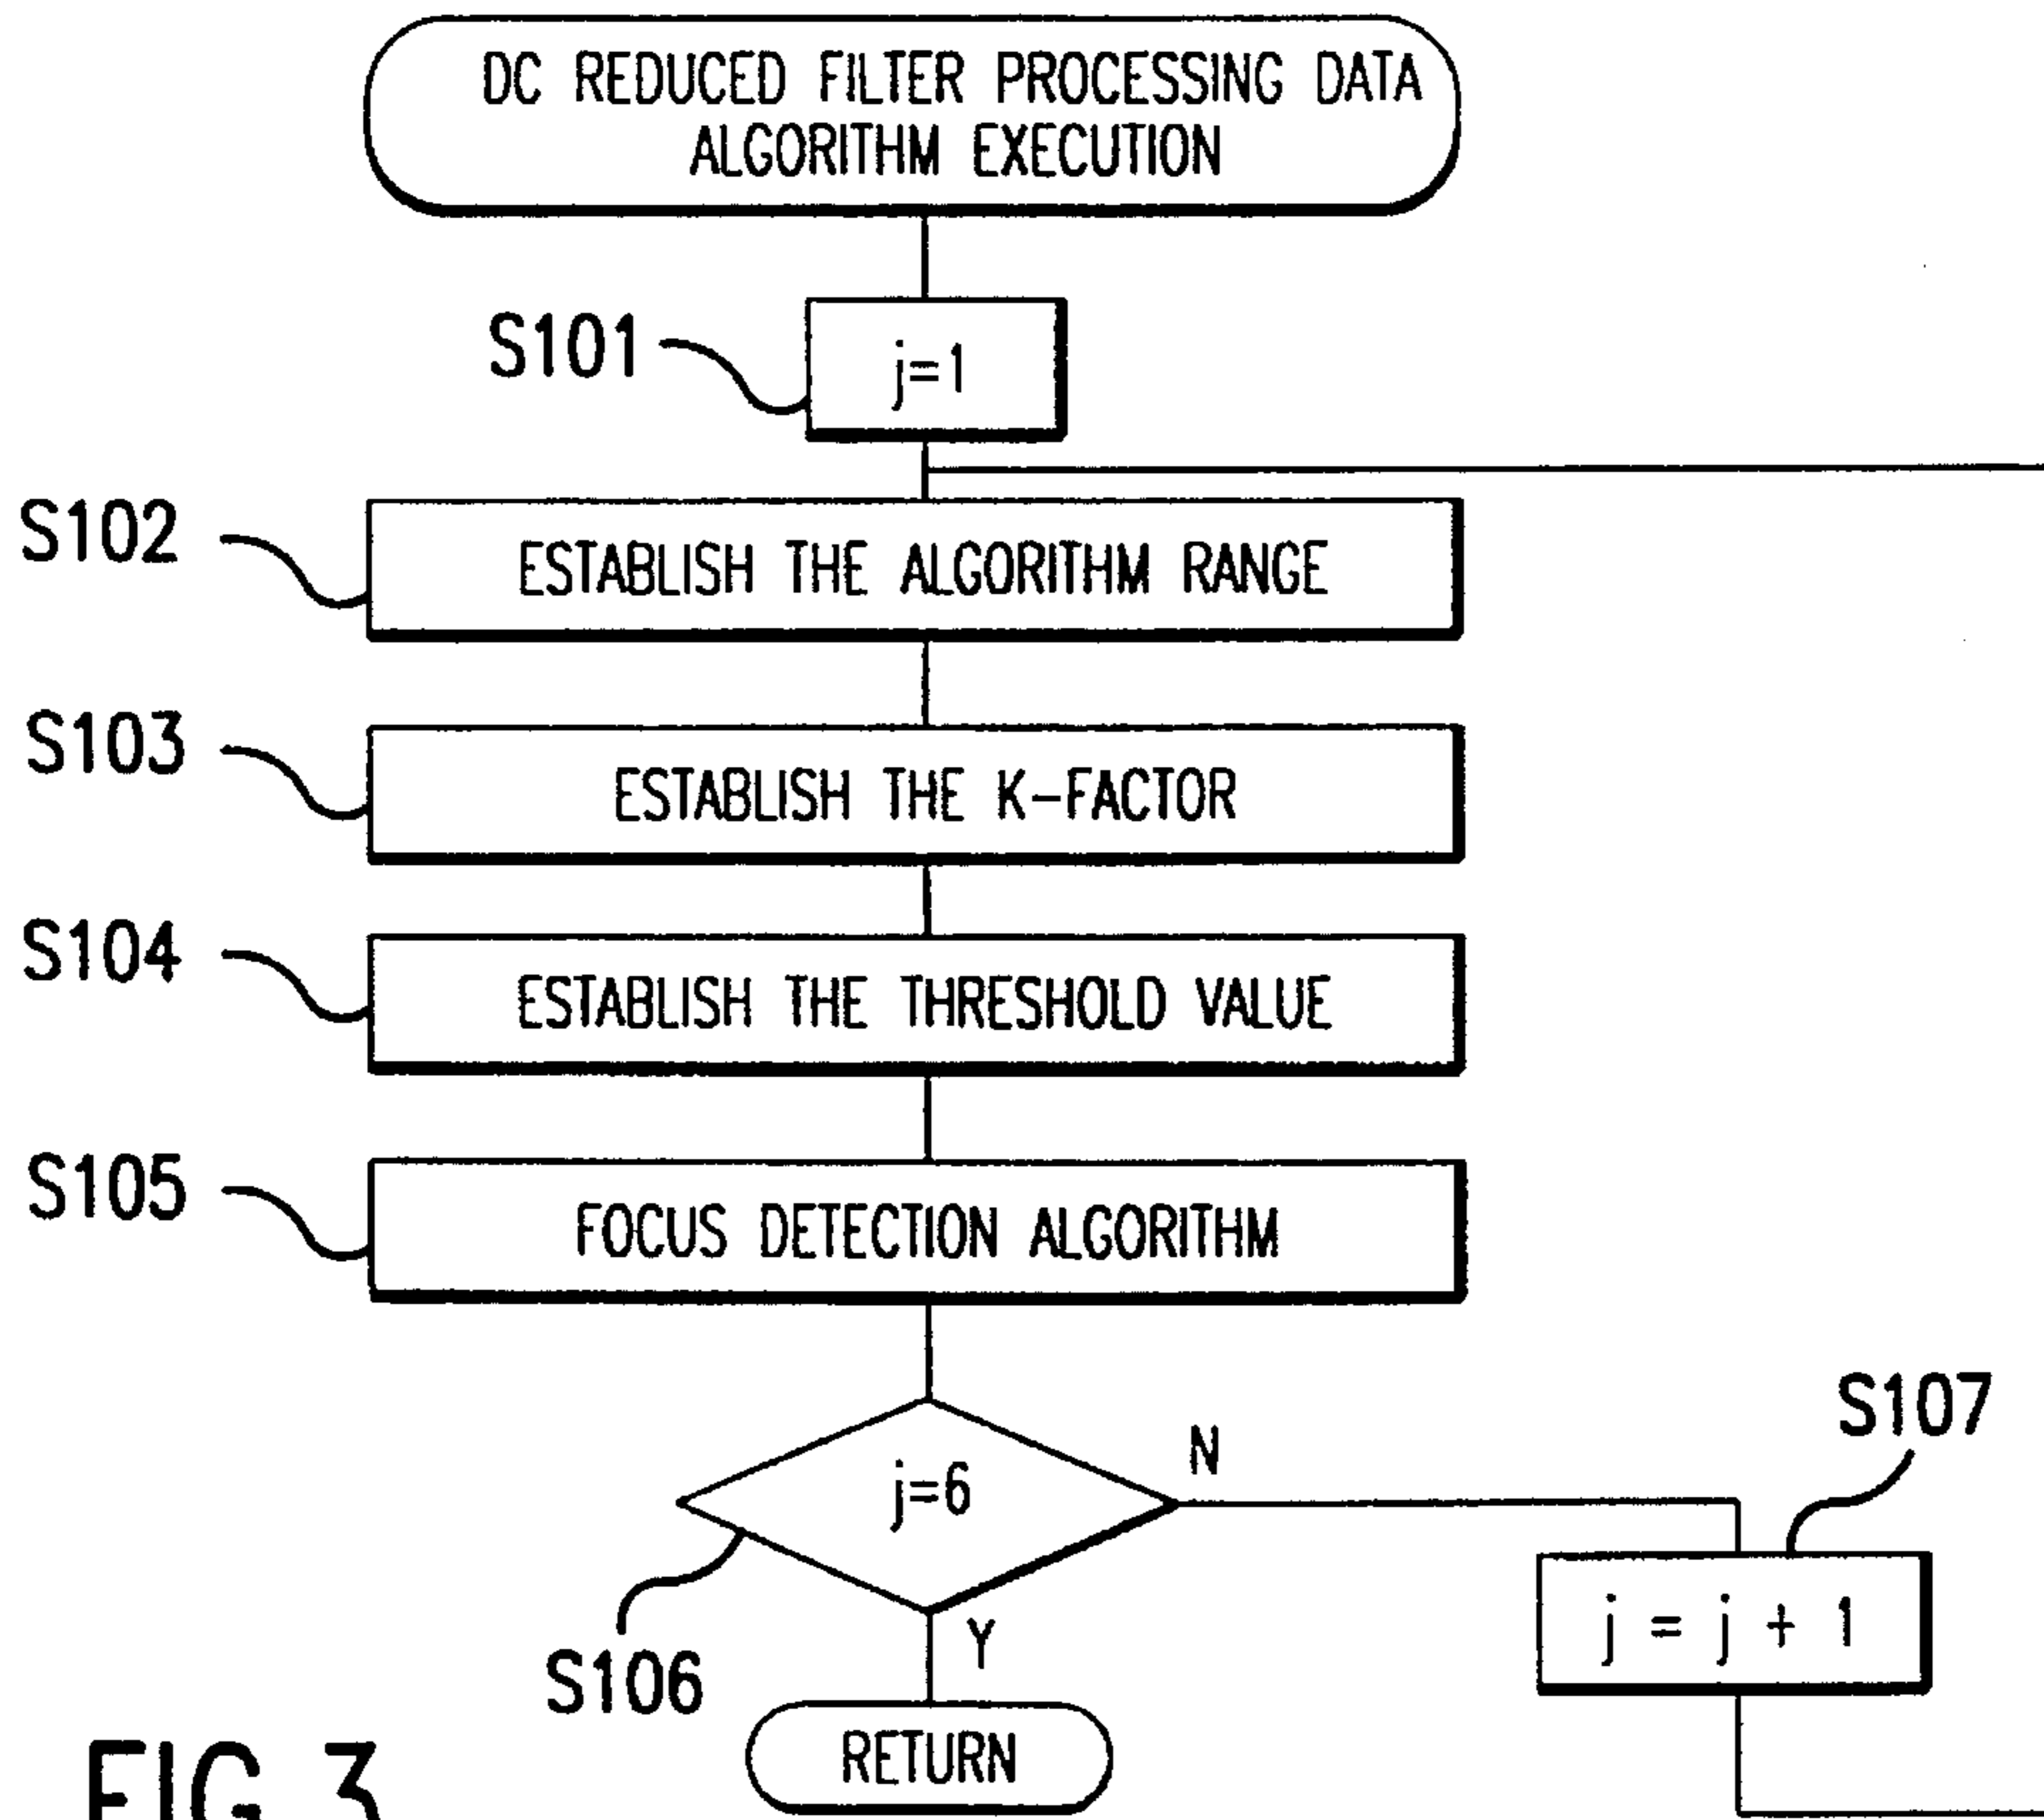 DC REDUCED FILTER PROCESSING DATA
ALGORITHM EXECUTION
S101
j=1
S102
ESTABLISH THE ALGORITHM RANGE
S103
ESTABLISH THE K-FACTOR
S104
ESTABLISH THE THRESHOLD VALUE
S105
FOCUS DETECTION ALGORITHM
S106
j=6
N
S107
j = j + 1
Y
RETURN
FIG.3